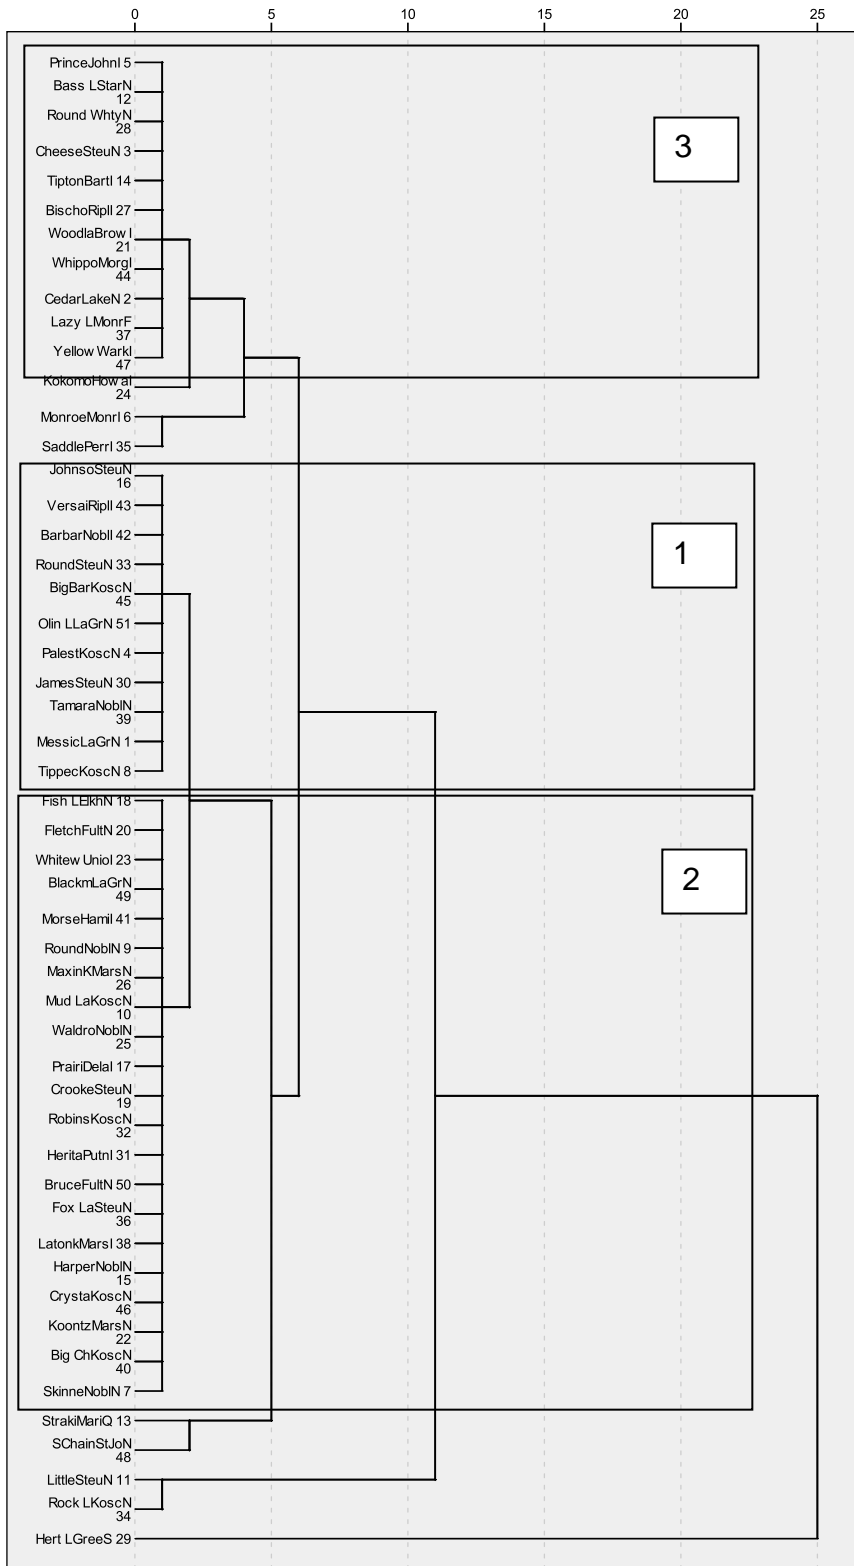 0 5 10 15 20 25
PrinceJohnI 5
Bass LStarN
12
Round WhtyN
28
3
CheeseSteuN 3
TiptonBartI 14
BischoRiplI 27
WoodlaBrow I
21
WhippoMorgI
44
CedarLakeN 2
Lazy LMonrF
37
Yellow WarkI
47
KokomoHow aI
24
MonroeMonrI 6
SaddlePerrI 35
JohnsoSteuN
16
VersaiRiplI 43
BarbarNoblI 42
1
RoundSteuN 33
BigBarKoscN
45
Olin LLaGrN 51
PalestKoscN 4
JamesSteuN 30
TamaraNoblN
39
MessicLaGrN 1
TippecKoscN 8
Fish LElkhN 18
FletchFultN 20
Whitew UnioI 23
2
BlackmLaGrN
49
MorseHamiI 41
RoundNoblN 9
MaxinKMarsN
26
Mud LaKoscN
10
WaldroNoblN
25
PrairiDelaI 17
CrookeSteuN
19
RobinsKoscN
32
HeritaPutnI 31
BruceFultN 50
Fox LaSteuN
36
LatonkMarsI 38
HarperNoblN
15
CrystaKoscN
46
KoontzMarsN
22
Big ChKoscN
40
SkinneNoblN 7
StrakiMariQ 13
SChainStJoN
48
LittleSteuN 11
Rock LKoscN
34
Hert LGreeS 29